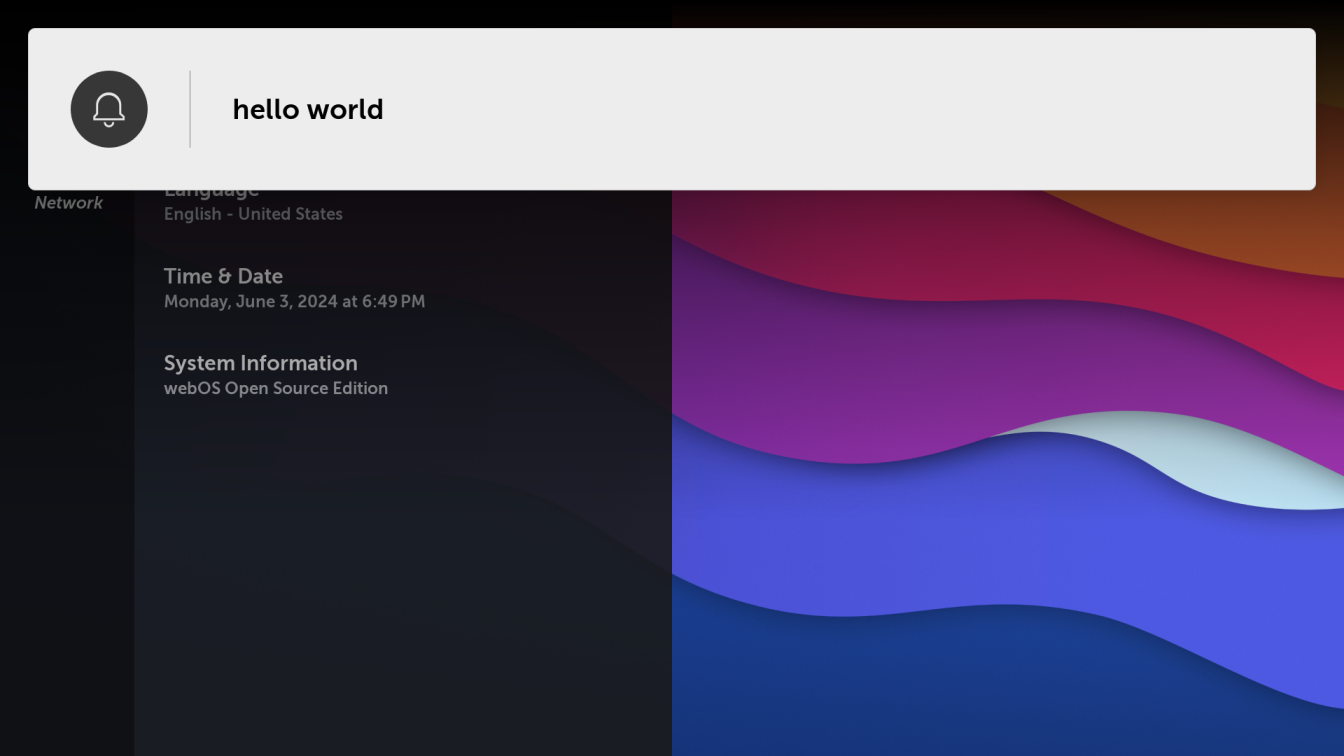 hello world
Language
Network
English - United States
Time & Date
Monday, June 3, 2024 at 6:49 PM
System Information
webOS Open Source Edition